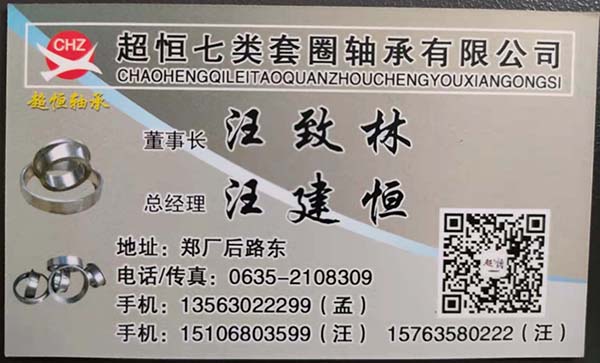 CHZ
超恒七类套圈轴承有限公司
CHAOHENGQILEITAOQUANZHOUCHENGYOUXIANGONGSI
超恒轴承
董事长 汪致林
总经理 汪建恒
地址：郑厂后路东
电话/传真：0635-2108309
手机：13563022299（孟）
手机：15106803599（汪） 15763580222（汪）